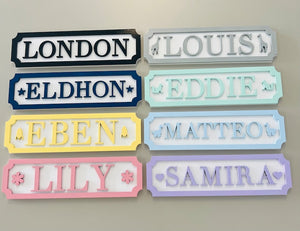 LONDON
LOUIS
ELDHON
EDDIE
EBEN
MATTEO
LILY
SAMIRA